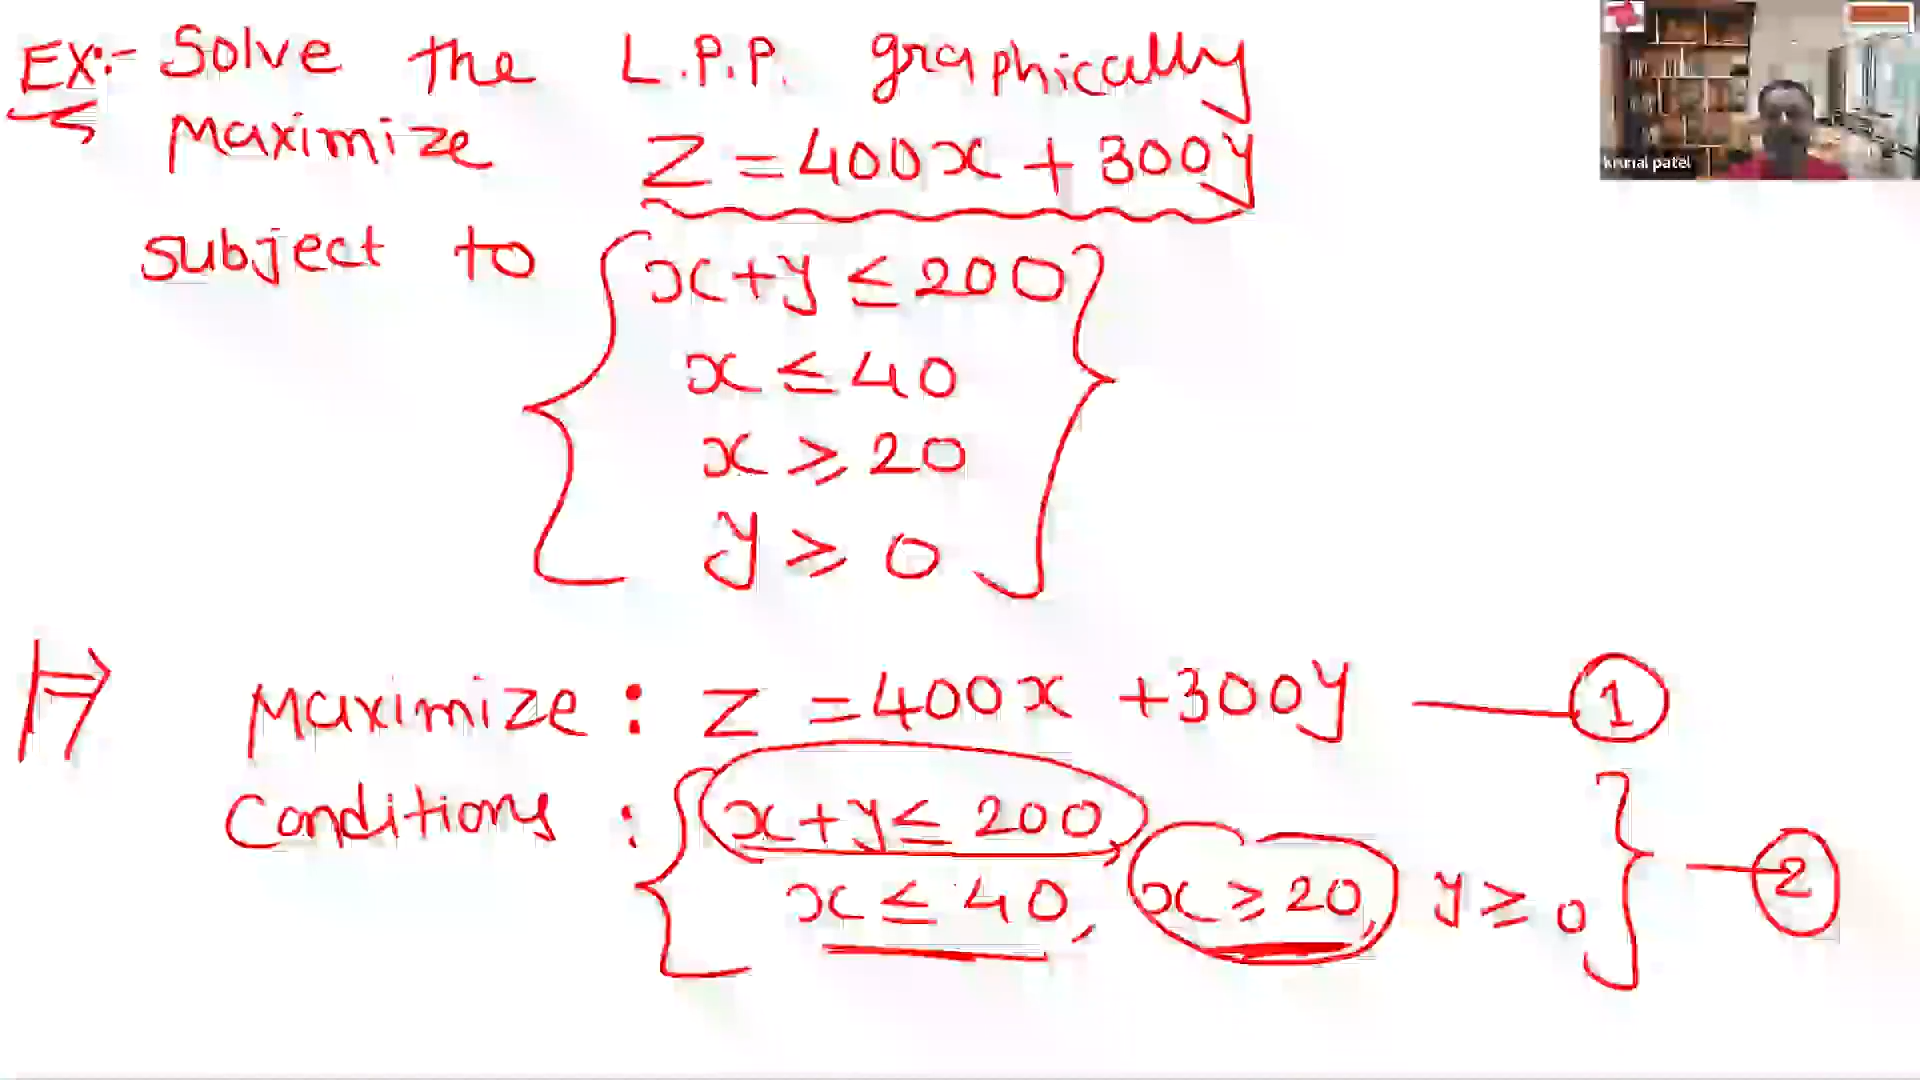 EX:- Solve the L.P.P. graphically
Maximize Z = 400x + 300y
subject to x+y ≤ 200
x ≤ 40
x ≥ 20
y ≥ 0
Maximize : Z = 400x + 300y — 1
Conditions : x+y ≤ 200
x ≤ 40, x ≥ 20, y ≥ 0 — 2
krunal patel